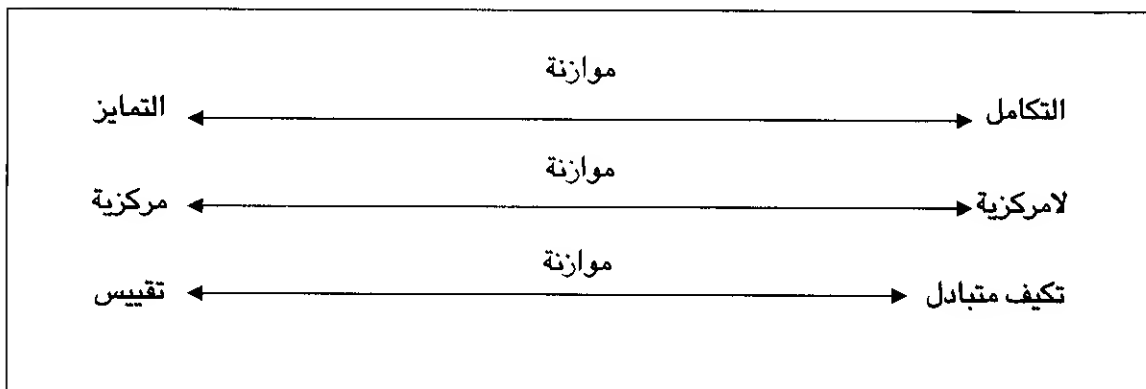 موازنة
التكامل التمايز
موازنة
لامركزية مركزية
موازنة
تكيف متبادل تقييس